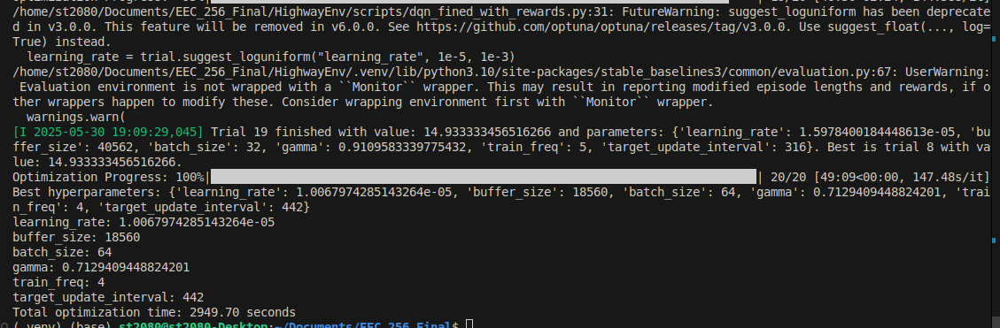 /home/st2080/Documents/EEC_256_Final/HighwayEnv/scripts/dqn_fined_with_rewards.py:31: FutureWarning: suggest_loguniform has been deprecate
d in v3.0.0. This feature will be removed in v6.0.0. See https://github.com/optuna/optuna/releases/tag/v3.0.0. Use suggest_float(..., log=
True) instead.
learning_rate = trial.suggest_loguniform("learning_rate", 1e-5, 1e-3)
/home/st2080/Documents/EEC_256_Final/HighwayEnv/.venv/lib/python3.10/site-packages/stable_baselines3/common/evaluation.py:67: UserWarning:
Evaluation environment is not wrapped with a ``Monitor`` wrapper. This may result in reporting modified episode lengths and rewards, if o
ther wrappers happen to modify these. Consider wrapping environment first with ``Monitor`` wrapper.
warnings.warn(
[I 2025-05-30 19:09:29,045] Trial 19 finished with value: 14.933333456516266 and parameters: {'learning_rate': 1.5978400184448613e-05, 'bu
ffer_size': 40562, 'batch_size': 32, 'gamma': 0.9109583339775432, 'train_freq': 5, 'target_update_interval': 316}. Best is trial 8 with va
lue: 14.933333456516266.
Optimization Progress: 100%| | 20/20 [49:09<00:00, 147.48s/it]
Best hyperparameters: {'learning_rate': 1.0067974285143264e-05, 'buffer_size': 18560, 'batch_size': 64, 'gamma': 0.7129409448824201, 'trai
n_freq': 4, 'target_update_interval': 442}
learning_rate: 1.0067974285143264e-05
buffer_size: 18560
batch_size: 64
gamma: 0.7129409448824201
train_freq: 4
target_update_interval: 442
Total optimization time: 2949.70 seconds
(.venv) (base) st2080@st2080-Desktop:~/Documents/EEC_256_Final$